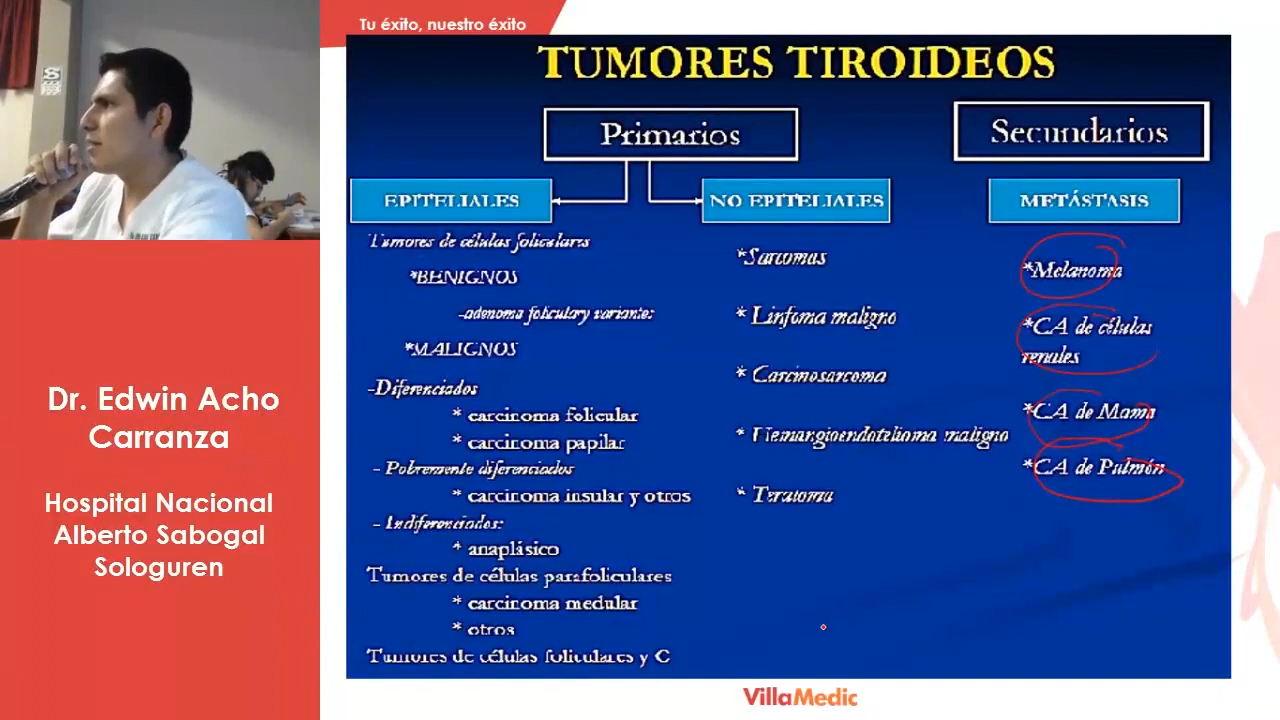 Tu éxito, nuestro éxito
TUMORES TIROIDEOS
Primarios
Secundarios
EPITELIALES
NO EPITELIALES
METÁSTASIS
Tumores de células foliculares
*BENIGNOS
-adenoma folicular y variantes
*MALIGNOS
-Diferenciados
* carcinoma folicular
* carcinoma papilar
- Pobremente diferenciados
* carcinoma insular y otros
- Indiferenciados:
* anaplásico
Tumores de células parafoliculares
* carcinoma medular
* otros
Tumores de células foliculares y C
*Sarcomas
* Linfoma maligno
* Carcinosarcoma
* Hemangioendotelioma maligno
* Teratoma
*Melanoma
*CA de células
renales
*CA de Mama
*CA de Pulmón
Dr. Edwin Acho
Carranza
Hospital Nacional
Alberto Sabogal
Sologuren
VillaMedic